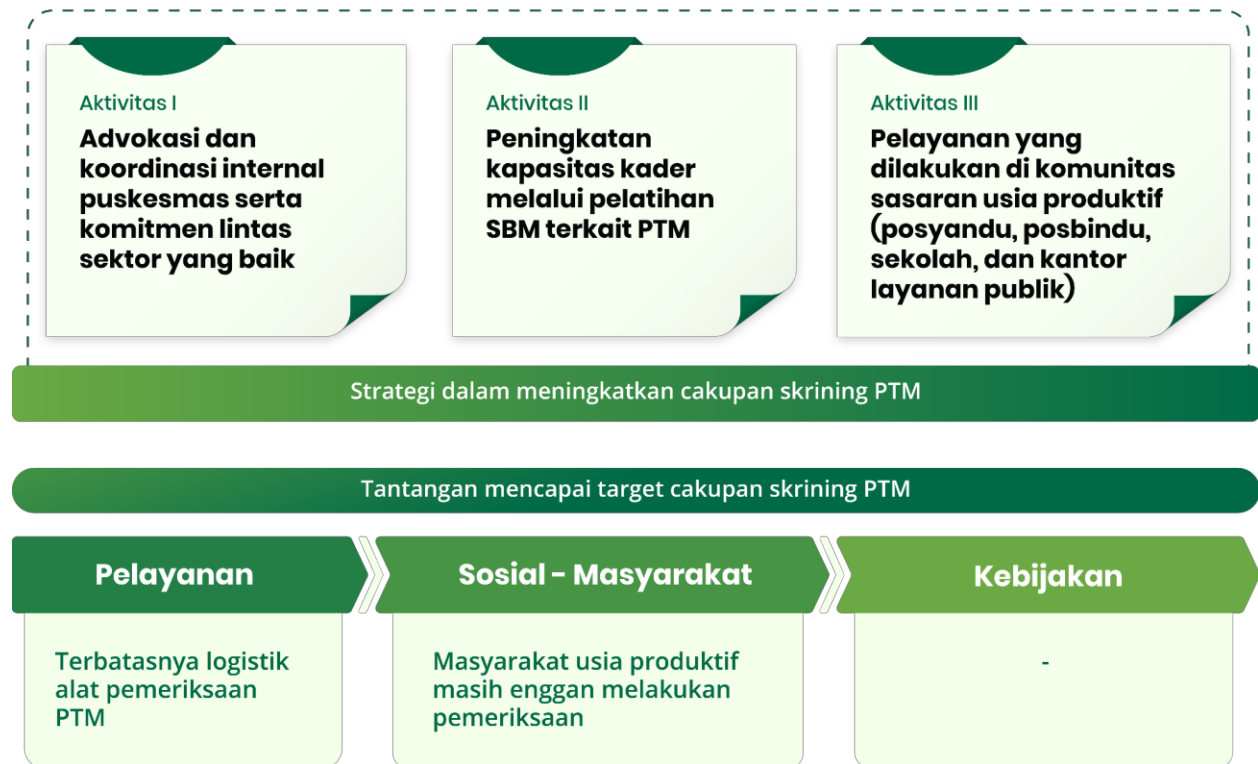 Aktivitas I
Advokasi dan
koordinasi internal
puskesmas serta
komitmen lintas
sektor yang baik
Aktivitas II
Peningkatan
kapasitas kader
melalui pelatihan
SBM terkait PTM
Aktivitas III
Pelayanan yang
dilakukan di komunitas
sasaran usia produktif
(posyandu, posbindu,
sekolah, dan kantor
layanan publik)
Strategi dalam meningkatkan cakupan skrining PTM
Tantangan mencapai target cakupan skrining PTM
Pelayanan
Terbatasnya logistik
alat pemeriksaan
PTM
Sosial - Masyarakat
Masyarakat usia produktif
masih enggan melakukan
pemeriksaan
Kebijakan
-